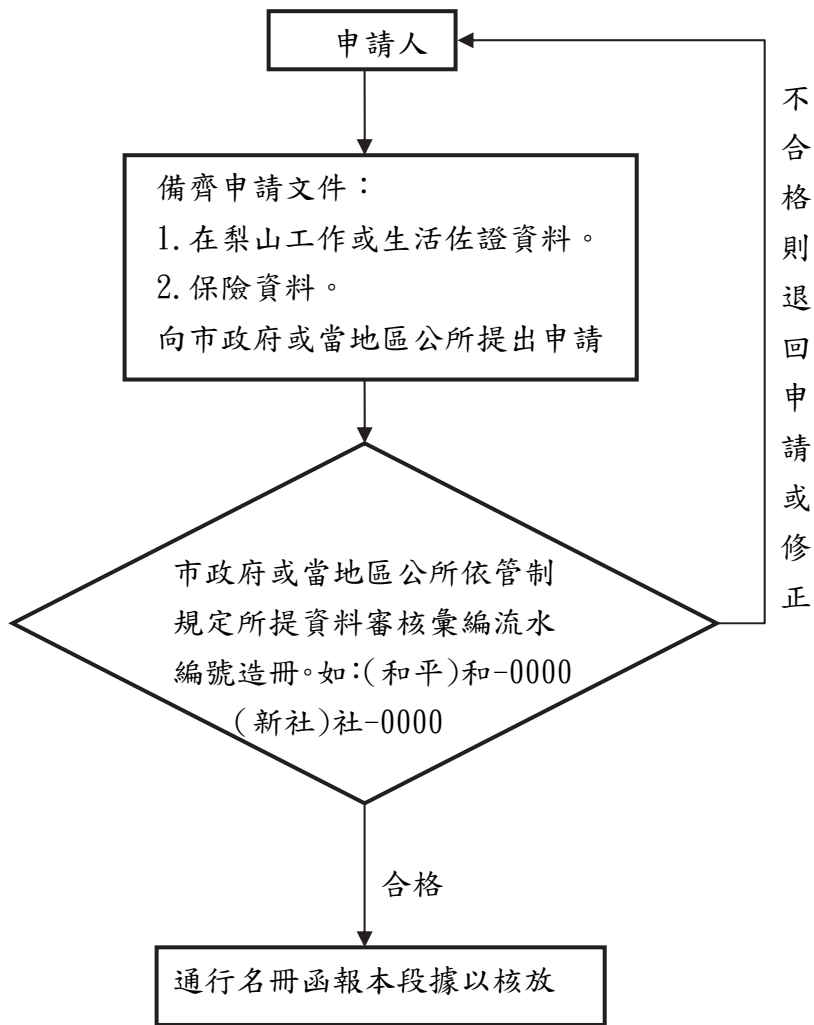 申請人
備齊申請文件：
1.在梨山工作或生活佐證資料。
2.保險資料。
向市政府或當地區公所提出申請
市政府或當地區公所依管制
規定所提資料審核彙編流水
編號造冊。如：(和平)和-0000
(新社)社-0000
不合格則退回申請或修正
合格
通行名冊函報本段據以核放